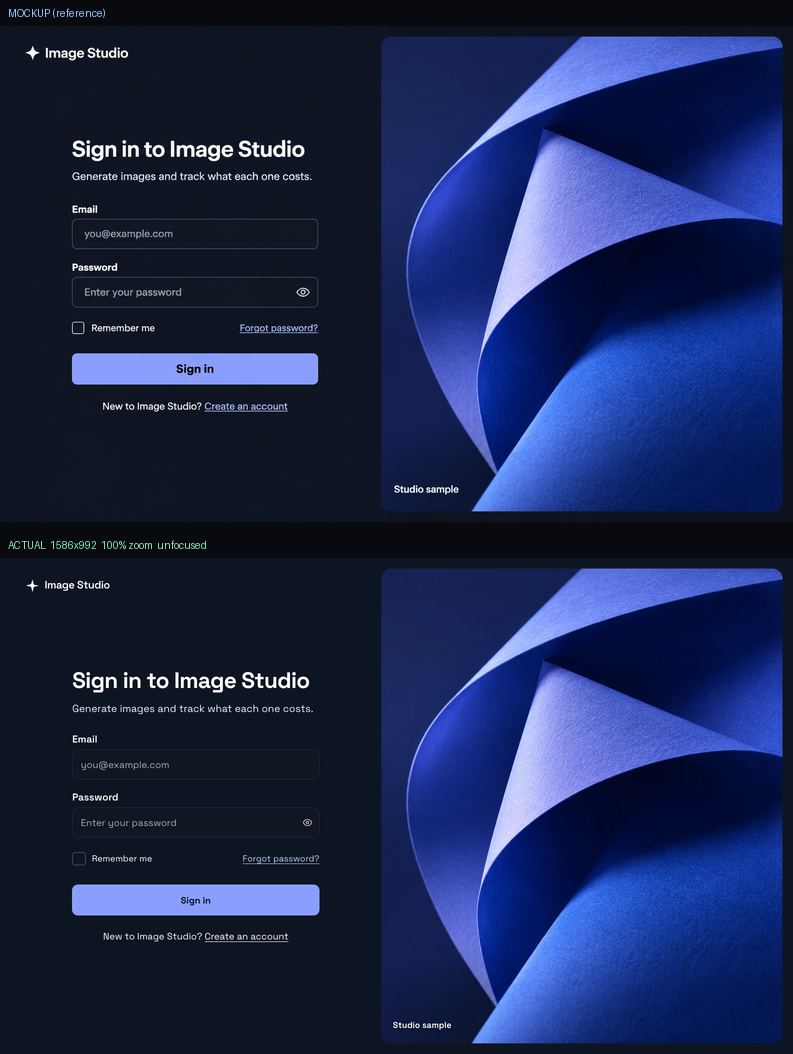 MOCKUP (reference)
Image Studio
Sign in to Image Studio
Generate images and track what each one costs.
Email
you@example.com
Password
Enter your password
Remember me
Forgot password?
Sign in
New to Image Studio? Create an account
Studio sample
ACTUAL 1586x992 100% zoom unfocused
Image Studio
Sign in to Image Studio
Generate images and track what each one costs.
Email
you@example.com
Password
Enter your password
Remember me
Forgot password?
Sign in
New to Image Studio? Create an account
Studio sample